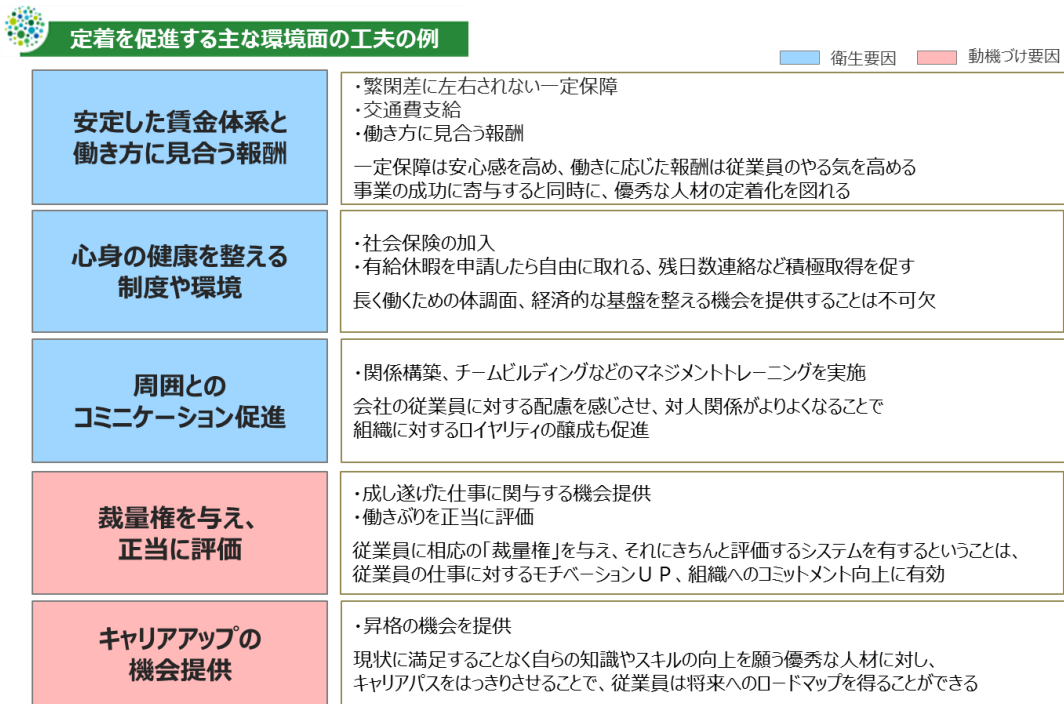 定着を促進する主な環境面の工夫の例
衛生要因
動機づけ要因
安定した賃金体系と
働き方に見合う報酬
・繁閑差に左右されない一定保障
・交通費支給
・働き方に見合う報酬
一定保障は安心感を高め、働きに応じた報酬は従業員のやる気を高める
事業の成功に寄与すると同時に、優秀な人材の定着化を図れる
心身の健康を整える
制度や環境
・社会保険の加入
・有給休暇を申請したら自由に取れる、残日数連絡など積極取得を促す
長く働くための体調面、経済的な基盤を整える機会を提供することは不可欠
周囲との
コミニケーション促進
・関係構築、チームビルディングなどのマネジメントトレーニングを実施
会社の従業員に対する配慮を感じさせ、対人関係がよりよくなることで
組織に対するロイヤリティの醸成も促進
裁量権を与え、
正当に評価
・成し遂げた仕事に関与する機会提供
・働きぶりを正当に評価
従業員に相応の「裁量権」を与え、それにきちんと評価するシステムを有するということは、
従業員の仕事に対するモチベーションUP、組織へのコミットメント向上に有効
キャリアアップの
機会提供
・昇格の機会を提供
現状に満足することなく自らの知識やスキルの向上を願う優秀な人材に対し、
キャリアパスをはっきりさせることで、従業員は将来へのロードマップを得ることができる